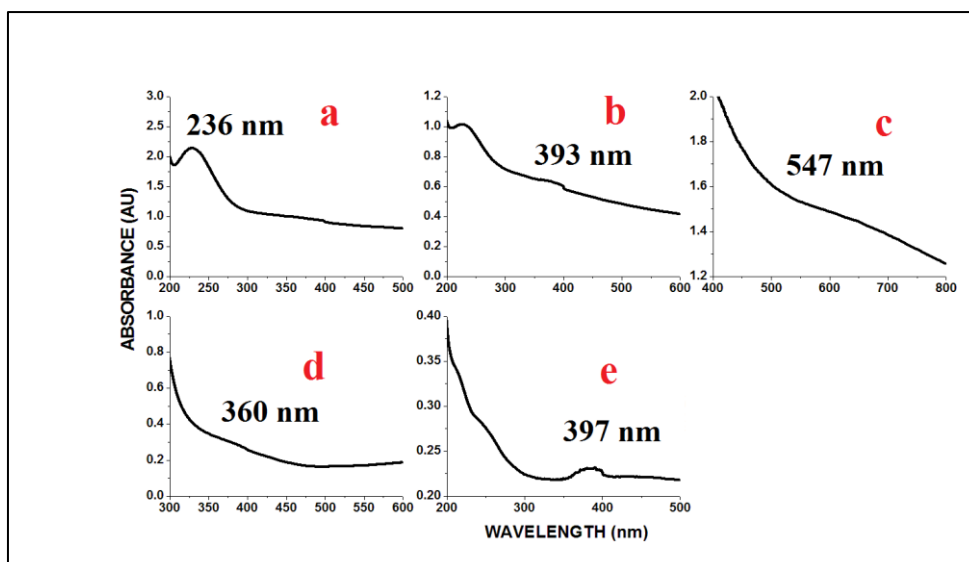 a
236 nm
3.0
2.5
2.0
1.5
1.0
0.5
0.0
200 250 300 350 400 450 500
b
393 nm
1.2
1.0
0.8
0.6
0.4
0.2
0.0
200 300 400 500 600
c
547 nm
2.0
1.8
1.6
1.4
1.2
400 500 600 700 800
ABSORBANCE (AU)
d
360 nm
1.0
0.8
0.6
0.4
0.2
0.0
300 350 400 450 500 550 600
e
397 nm
0.40
0.35
0.30
0.25
0.20
200 300 400 500
WAVELENGTH (nm)